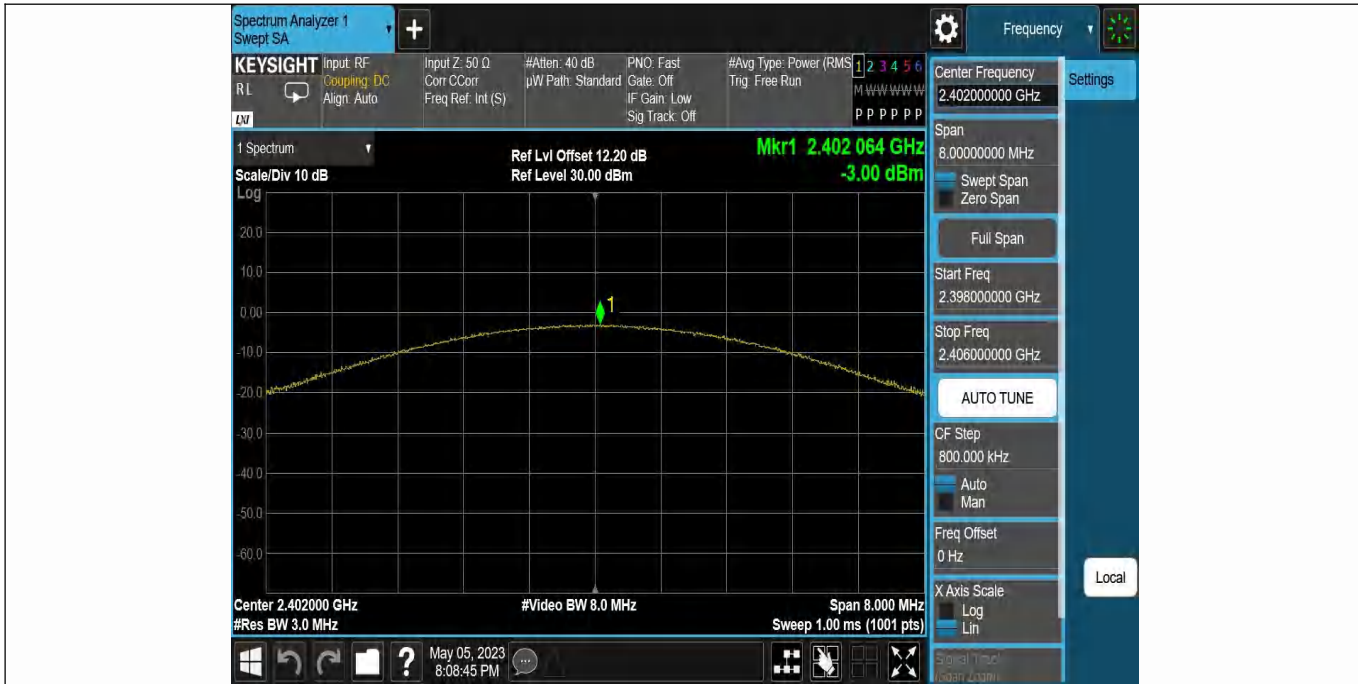 Spectrum Analyzer 1
Swept SA
+
Frequency
KEYSIGHT
R L
LXI
Input: RF
Coupling: DC
Align: Auto
Input Z: 50 Ω
Corr CCorr
Freq Ref: Int (S)
#Atten: 40 dB
µW Path: Standard
PNO: Fast
Gate: Off
IF Gain: Low
Sig Track: Off
#Avg Type: Power (RMS
Trig: Free Run
1 2 3 4 5 6
M W W W W W
P P P P P P
Center Frequency
2.402000000 GHz
Settings
Span
8.00000000 MHz
Swept Span
Zero Span
Full Span
Start Freq
2.398000000 GHz
Stop Freq
2.406000000 GHz
AUTO TUNE
CF Step
800.000 kHz
Auto
Man
Freq Offset
0 Hz
X Axis Scale
Log
Lin
Signal Track
(Span Zoom)
Local
1 Spectrum
Scale/Div 10 dB
Ref Lvl Offset 12.20 dB
Ref Level 30.00 dBm
Mkr1 2.402 064 GHz
-3.00 dBm
Log
20.0
10.0
0.00
-10.0
-20.0
-30.0
-40.0
-50.0
-60.0
1
Center 2.402000 GHz
#Video BW 8.0 MHz
Span 8.000 MHz
#Res BW 3.0 MHz
Sweep 1.00 ms (1001 pts)
?
May 05, 2023
8:08:45 PM